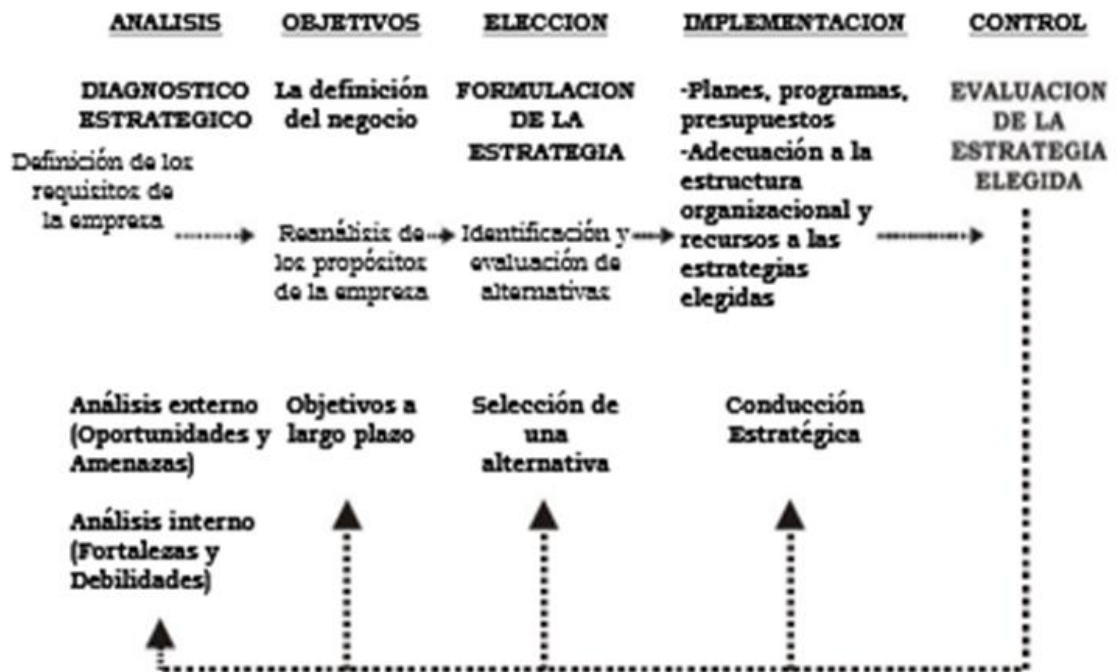 ANALISIS
OBJETIVOS
ELECCION
IMPLEMENTACION
CONTROL
DIAGNOSTICO
ESTRATEGICO
Definición de los
requisitos de
la empresa
Análisis externo
(Oportunidades y
Amenazas)
Análisis interno
(Fortalezas y
Debilidades)
La definición
del negocio
Reanálisis de
los propósitos
de la empresa
Objetivos a
largo plazo
FORMULACION
DE LA
ESTRATEGIA
Identificación y
evaluación de
alternativas
Selección de
una
alternativa
-Planes, programas,
presupuestos
-Adecuación a la
estructura
organizacional y
recursos a las
estrategias
elegidas
Conducción
Estratégica
EVALUACION
DE LA
ESTRATEGIA
ELEGIDA